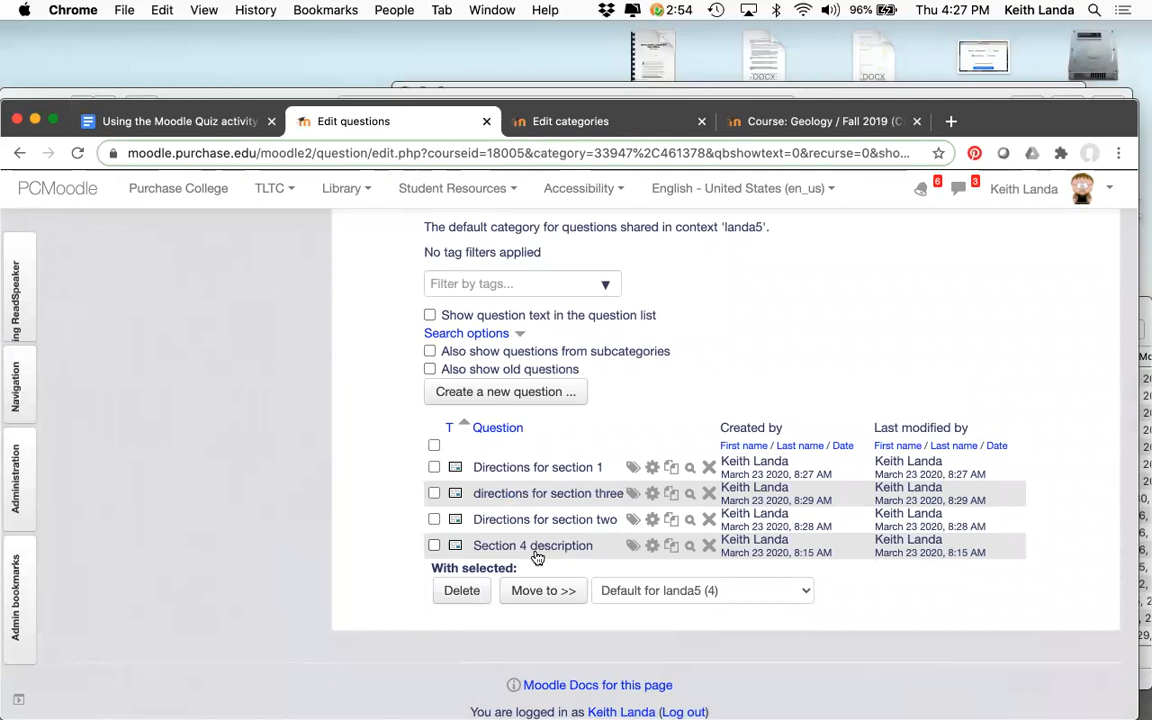 Chrome File Edit View History Bookmarks People Tab Window Help 2:54 96% Thu 4:27 PM Keith Landa
DOCX DOCX
Using the Moodle Quiz activity Edit questions Edit categories Course: Geology / Fall 2019 (C
moodle.purchase.edu/moodle2/question/edit.php?courseid=18005&category=33947%2C461378&qbshowtext=0&recurse=0&sho...
PCMoodle Purchase College TLTC Library Student Resources Accessibility English - United States (en_us) 6 3 Keith Landa
The default category for questions shared in context 'landa5'.
No tag filters applied
Filter by tags... ▼
Show question text in the question list
Search options
Also show questions from subcategories
Also show old questions
Create a new question ...
T Question Created by Last modified by
First name / Last name / Date First name / Last name / Date
Directions for section 1 Keith Landa Keith Landa
March 23 2020, 8:27 AM March 23 2020, 8:27 AM
directions for section three Keith Landa Keith Landa
March 23 2020, 8:29 AM March 23 2020, 8:29 AM
Directions for section two Keith Landa Keith Landa
March 23 2020, 8:28 AM March 23 2020, 8:28 AM
Section 4 description Keith Landa Keith Landa
March 23 2020, 8:15 AM March 23 2020, 8:15 AM
With selected:
Delete Move to >> Default for landa5 (4)
Moodle Docs for this page
You are logged in as Keith Landa (Log out)
ing ReadSpeaker
Navigation
Administration
Admin bookmarks